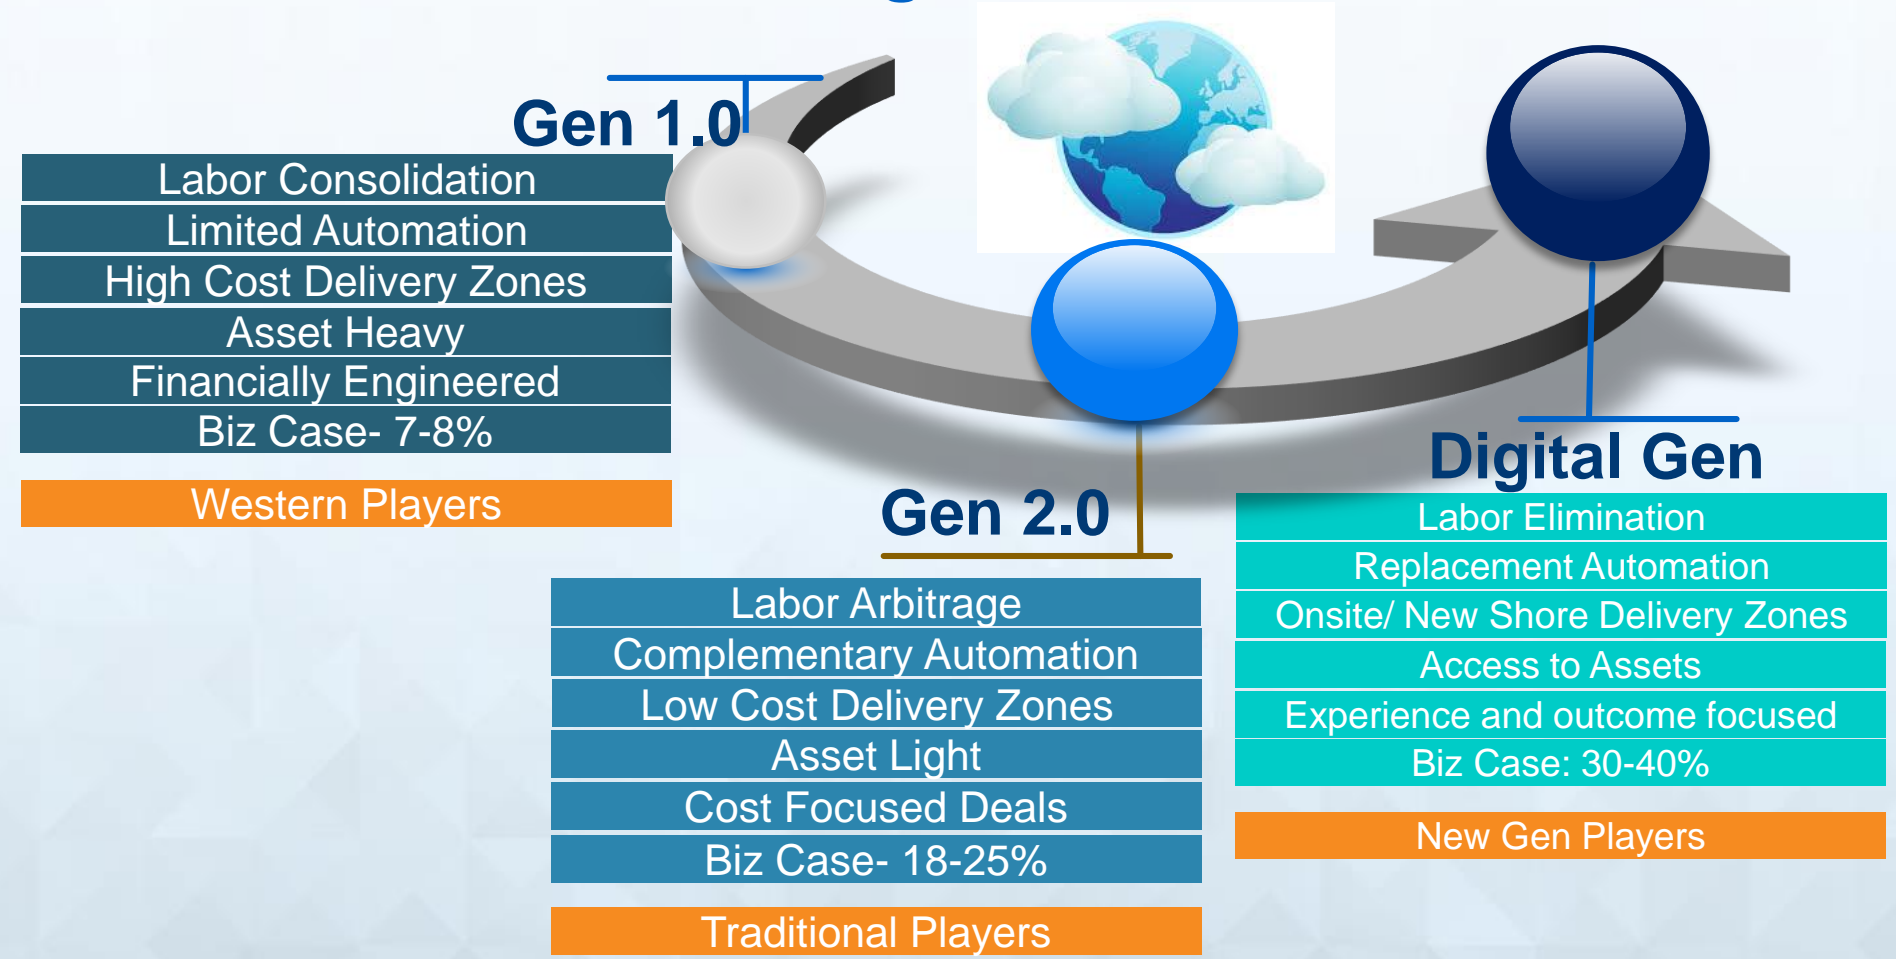 Gen 1.0
Labor Consolidation
Limited Automation
High Cost Delivery Zones
Asset Heavy
Financially Engineered
Biz Case- 7-8%
Western Players
Gen 2.0
Labor Arbitrage
Complementary Automation
Low Cost Delivery Zones
Asset Light
Cost Focused Deals
Biz Case- 18-25%
Traditional Players
Digital Gen
Labor Elimination
Replacement Automation
Onsite/ New Shore Delivery Zones
Access to Assets
Experience and outcome focused
Biz Case: 30-40%
New Gen Players